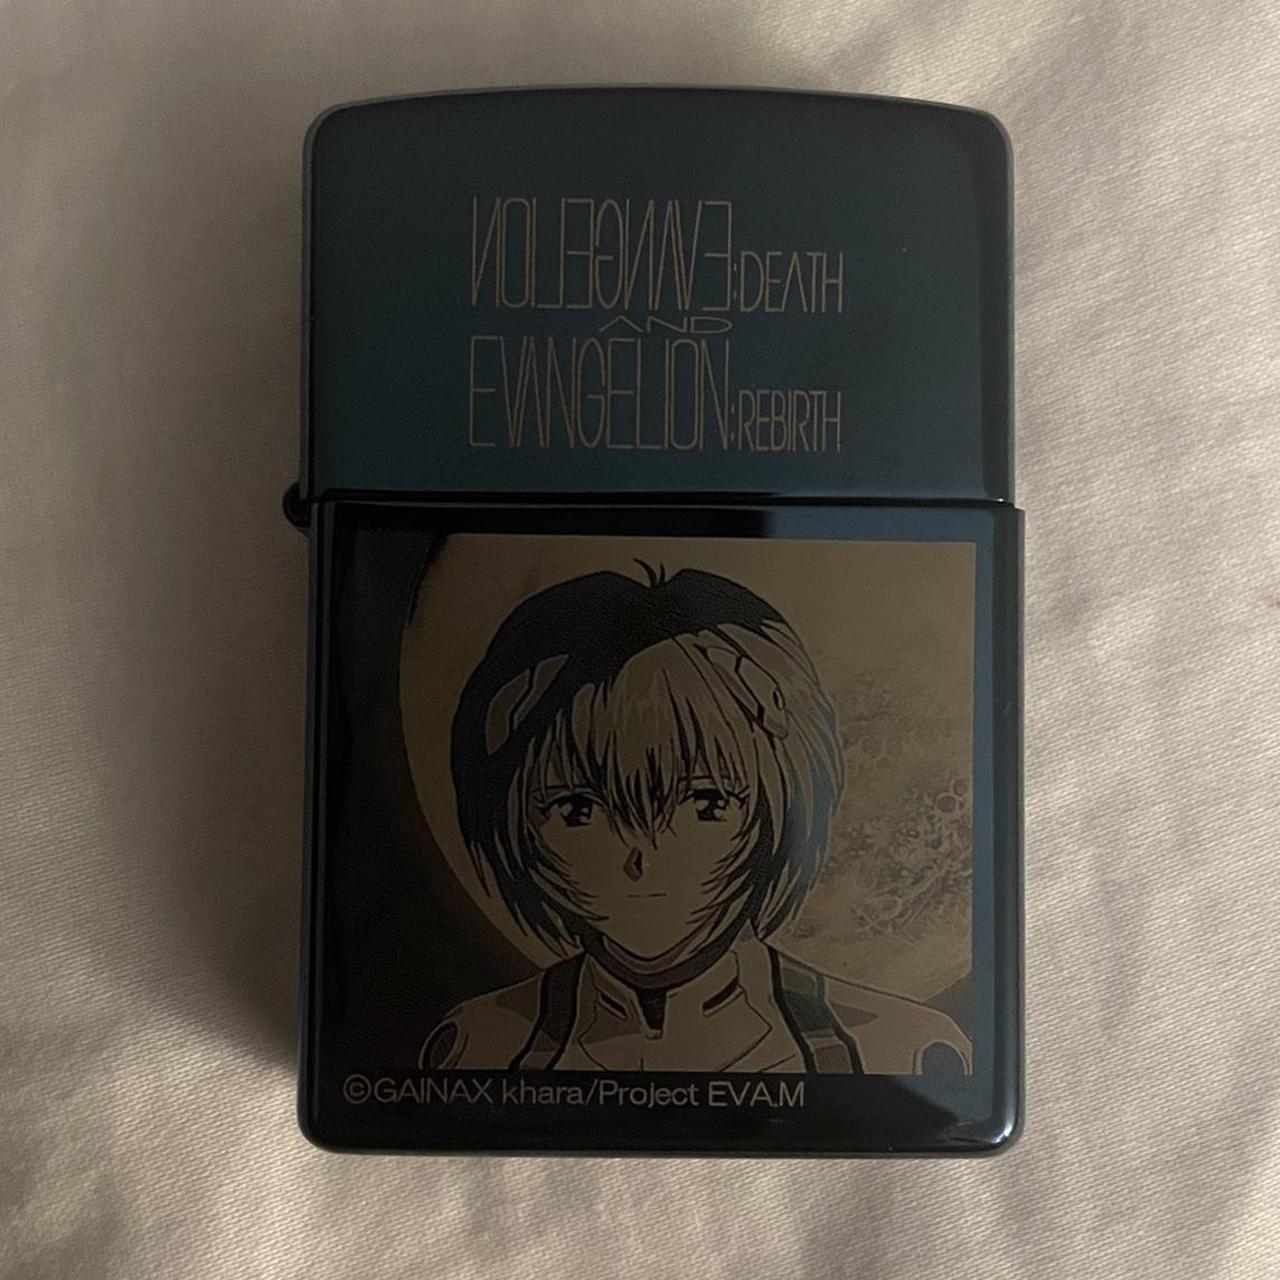 EVANGELION:DEATH
AND
EVANGELION:REBIRTH
©GAINAX khara/Project EVA.M